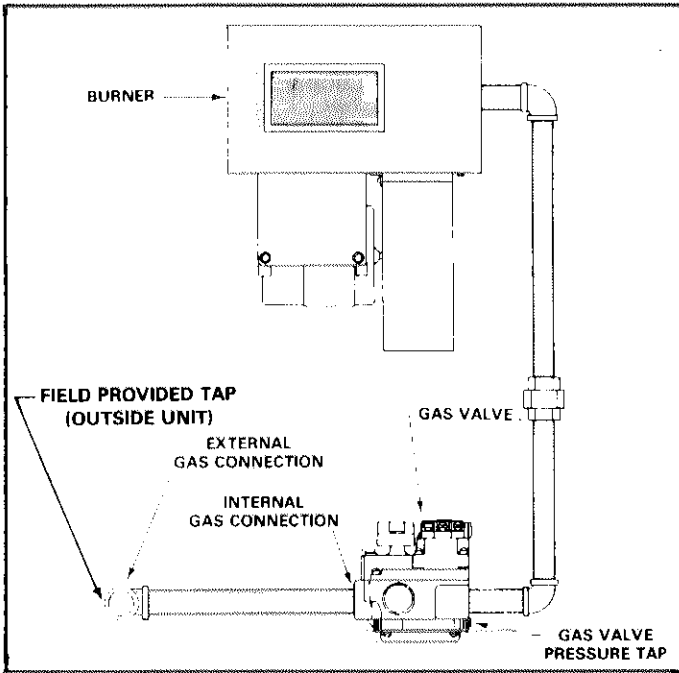 BURNER
FIELD PROVIDED TAP
(OUTSIDE UNIT)
EXTERNAL
GAS CONNECTION
GAS VALVE
INTERNAL
GAS CONNECTION
GAS VALVE
PRESSURE TAP